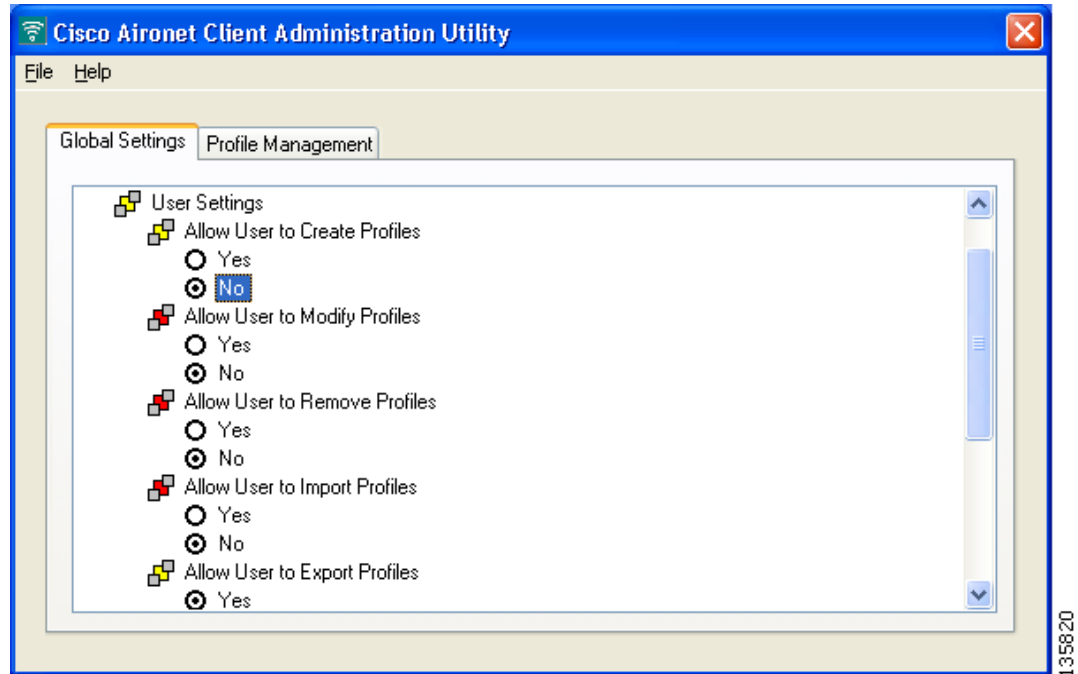 Cisco Aironet Client Administration Utility
File Help
Global Settings Profile Management
User Settings
Allow User to Create Profiles
Yes
No
Allow User to Modify Profiles
Yes
No
Allow User to Remove Profiles
Yes
No
Allow User to Import Profiles
Yes
No
Allow User to Export Profiles
Yes
135820